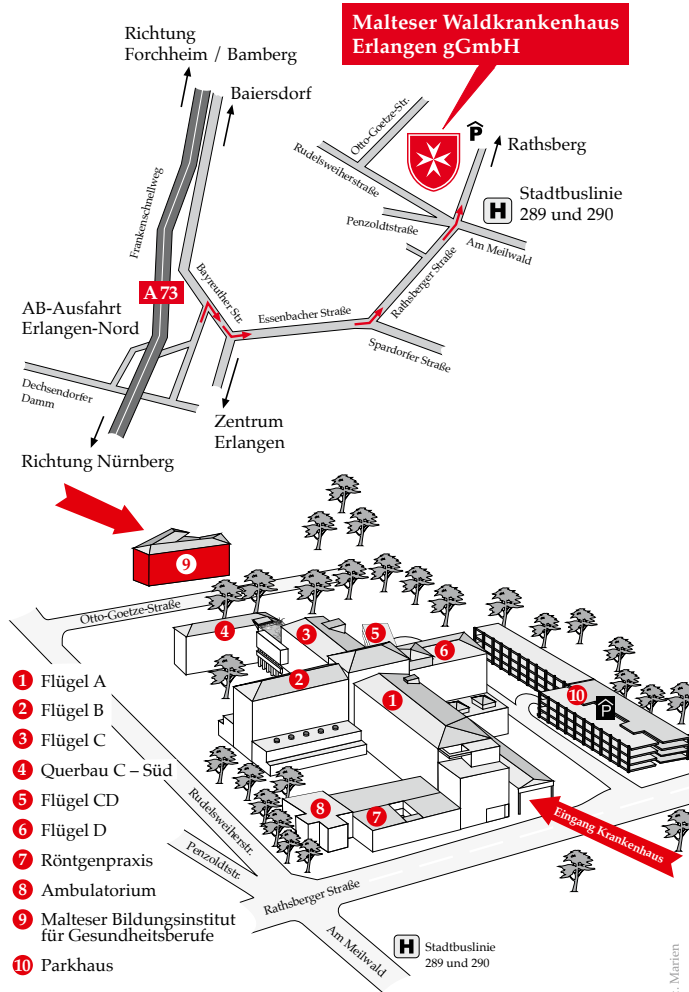 Malteser Waldkrankenhaus
Erlangen gGmbH
Richtung
Forchheim / Bamberg
Baiersdorf
Otto-Goetze-Str.
P
Rathsberg
Rudelsweiherstraße
H
Stadtbuslinie
289 und 290
Penzoldtstraße
Am Meilwald
Frankenschnellweg
Bayreuther Str.
Rathsberger Straße
A 73
AB-Ausfahrt
Erlangen-Nord
Essenbacher Straße
Spardorfer Straße
Dechsendorfer
Damm
Zentrum
Erlangen
Richtung Nürnberg
9
Otto-Goetze-Straße
4
3
5
6
2
1
10
P
8
7
1 Flügel A
2 Flügel B
3 Flügel C
4 Querbau C – Süd
5 Flügel CD
6 Flügel D
7 Röntgenpraxis
8 Ambulatorium
9 Malteser Bildungsinstitut
für Gesundheitsberufe
10 Parkhaus
Rudelsweiherstr.
Penzoldtstr.
Rathsberger Straße
Am Meilwald
Eingang Krankenhaus
H
Stadtbuslinie
289 und 290
Marien